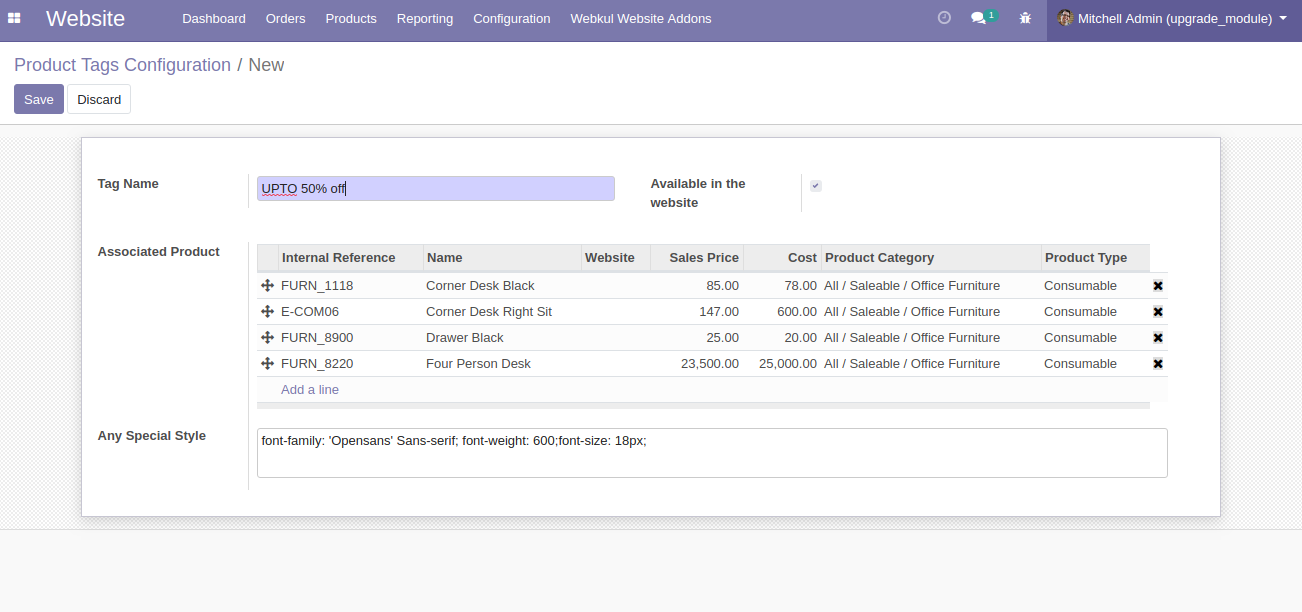 Website Dashboard Orders Products Reporting Configuration Webkul Website Addons 1 Mitchell Admin (upgrade_module)
Product Tags Configuration / New
Save Discard
Tag Name UPTO 50% off Available in the
website
Associated Product
Internal Reference Name Website Sales Price Cost Product Category Product Type
FURN_1118 Corner Desk Black 85.00 78.00 All / Saleable / Office Furniture Consumable
E-COM06 Corner Desk Right Sit 147.00 600.00 All / Saleable / Office Furniture Consumable
FURN_8900 Drawer Black 25.00 20.00 All / Saleable / Office Furniture Consumable
FURN_8220 Four Person Desk 23,500.00 25,000.00 All / Saleable / Office Furniture Consumable
Add a line
Any Special Style
font-family: 'Opensans' Sans-serif; font-weight: 600;font-size: 18px;